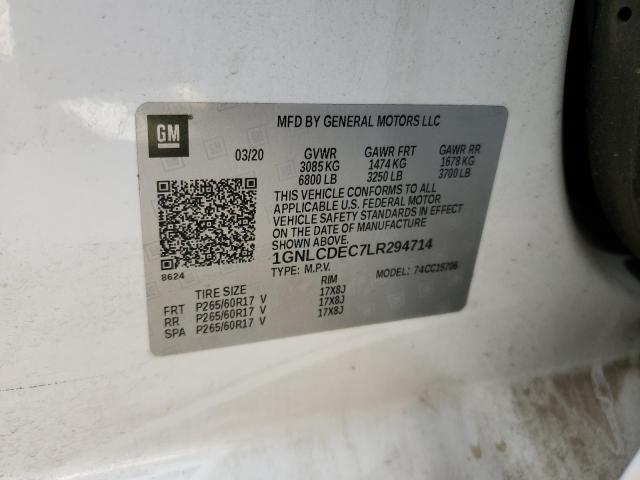 GM
MFD BY GENERAL MOTORS LLC
03/20 GVWR GAWR FRT GAWR RR
3085 KG 1474 KG 1678 KG
6800 LB 3250 LB 3700 LB
THIS VEHICLE CONFORMS TO ALL
APPLICABLE U.S. FEDERAL MOTOR
VEHICLE SAFETY STANDARDS IN EFFECT
ON THE DATE OF MANUFACTURE
SHOWN ABOVE.
1GNLCDEC7LR294714
8624
TYPE: M.P.V. MODEL: 74CC15706
TIRE SIZE RIM
FRT P265/60R17 V 17X8J
RR P265/60R17 V 17X8J
SPA P265/60R17 V 17X8J